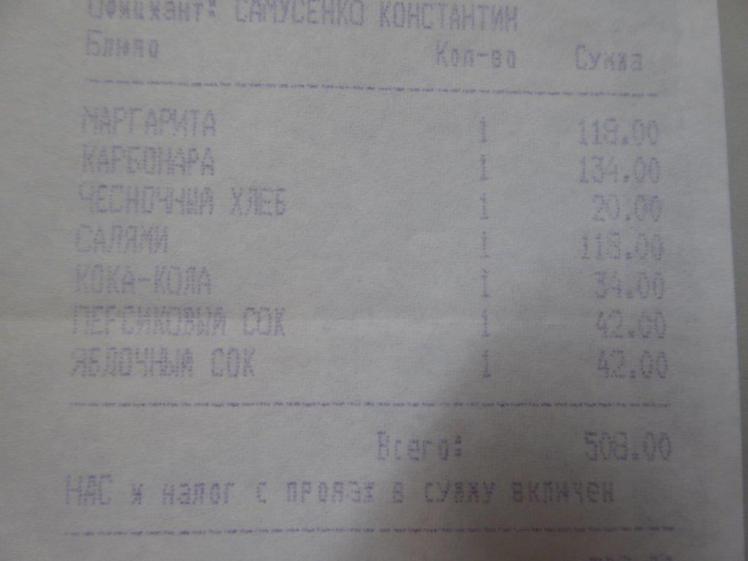 Официант: САМУСЕНКО КОНСТАНТИН
Блюдо Кол-во Сумма
МАРГАРИТА 1 118.00
КАРБОНАРА 1 134.00
ЧЕСНОЧНЫЙ ХЛЕБ 1 20.00
САЛЯМИ 1 118.00
КОКА-КОЛА 1 34.00
ПЕРСИКОВЫЙ СОК 1 42.00
ЯБЛОЧНЫЙ СОК 1 42.00
Всего: 508.00
НДС и налог с продаж в сумму включен